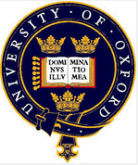 UNIVERSITY OF OXFORD
DOMI MINA
NVS TIO
ILLV MEA